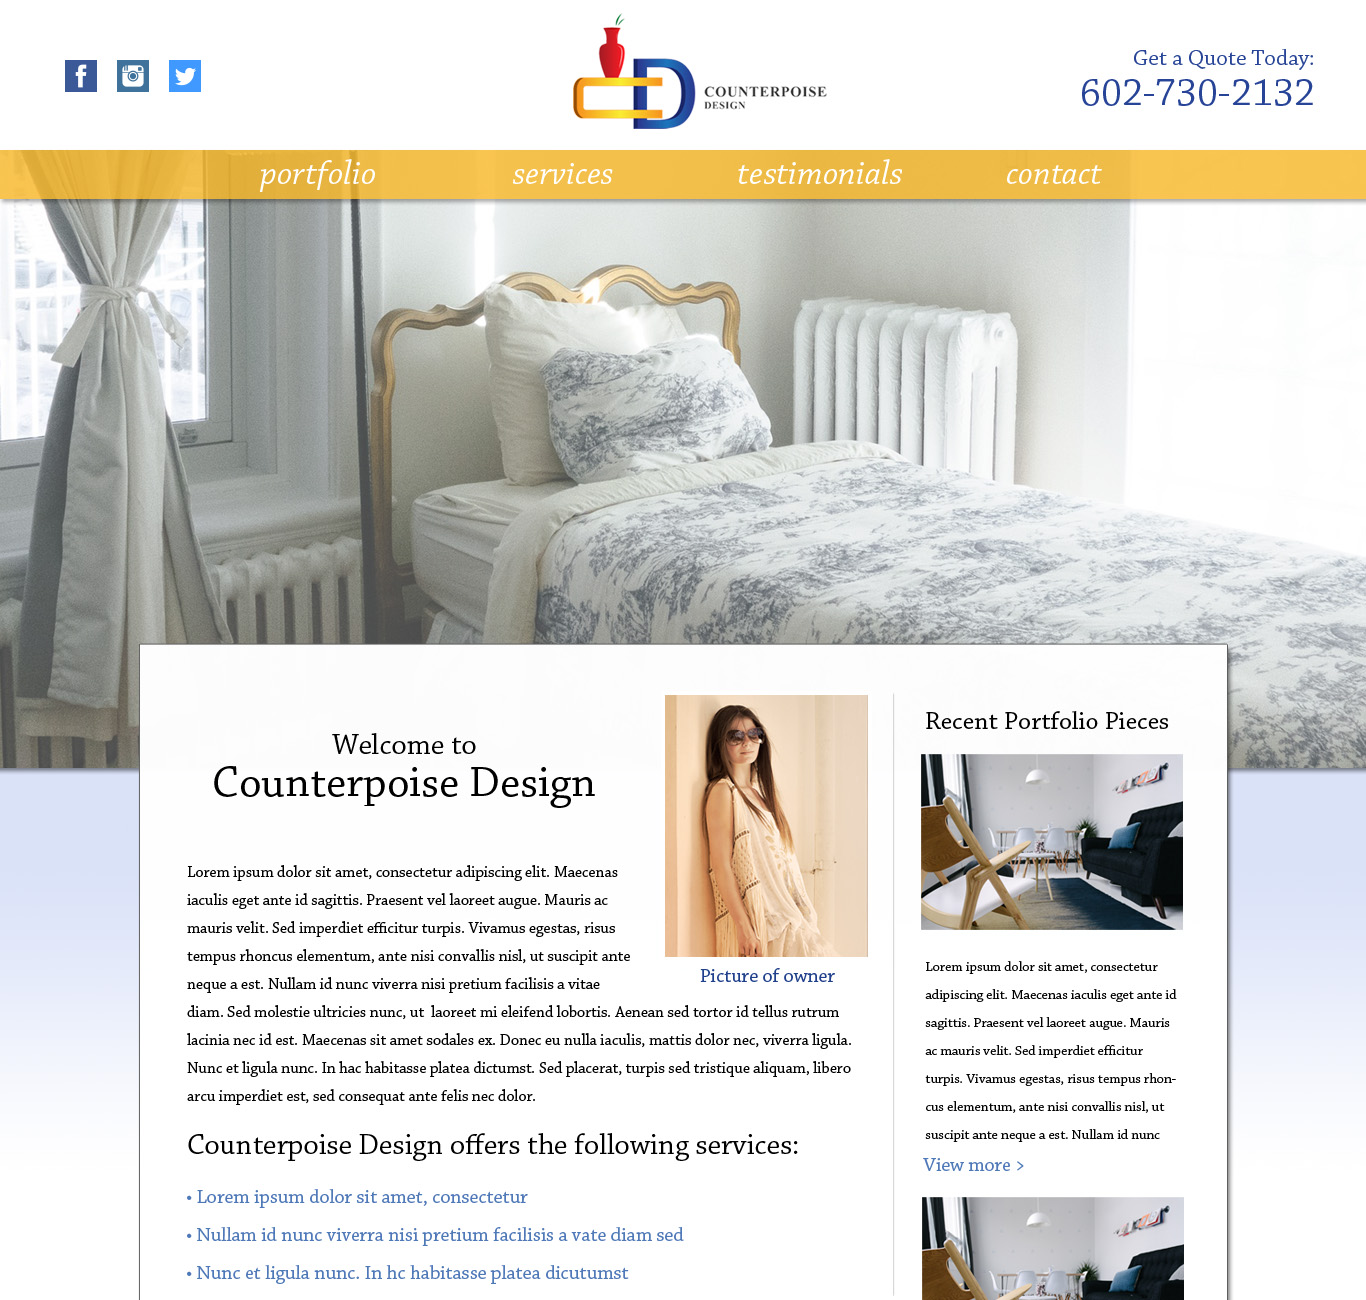 COUNTERPOISE
DESIGN
Get a Quote Today:
602-730-2132
portfolio
services
testimonials
contact
Welcome to
Counterpoise Design
Lorem ipsum dolor sit amet, consectetur adipiscing elit. Maecenas
iaculis eget ante id sagittis. Praesent vel laoreet augue. Mauris ac
mauris velit. Sed imperdiet efficitur turpis. Vivamus egestas, risus
tempus rhoncus elementum, ante nisi convallis nisl, ut suscipit ante
neque a est. Nullam id nunc viverra nisi pretium facilisis a vitae
diam. Sed molestie ultricies nunc, ut laoreet mi eleifend lobortis. Aenean sed tortor id tellus rutrum
lacinia nec id est. Maecenas sit amet sodales ex. Donec eu nulla iaculis, mattis dolor nec, viverra ligula.
Nunc et ligula nunc. In hac habitasse platea dictumst. Sed placerat, turpis sed tristique aliquam, libero
arcu imperdiet est, sed consequat ante felis nec dolor.
Picture of owner
Counterpoise Design offers the following services:
• Lorem ipsum dolor sit amet, consectetur
• Nullam id nunc viverra nisi pretium facilisis a vate diam sed
• Nunc et ligula nunc. In hc habitasse platea dicutumst
Recent Portfolio Pieces
Lorem ipsum dolor sit amet, consectetur
adipiscing elit. Maecenas iaculis eget ante id
sagittis. Praesent vel laoreet augue. Mauris
ac mauris velit. Sed imperdiet efficitur
turpis. Vivamus egestas, risus tempus rhon-
cus elementum, ante nisi convallis nisl, ut
suscipit ante neque a est. Nullam id nunc
View more >